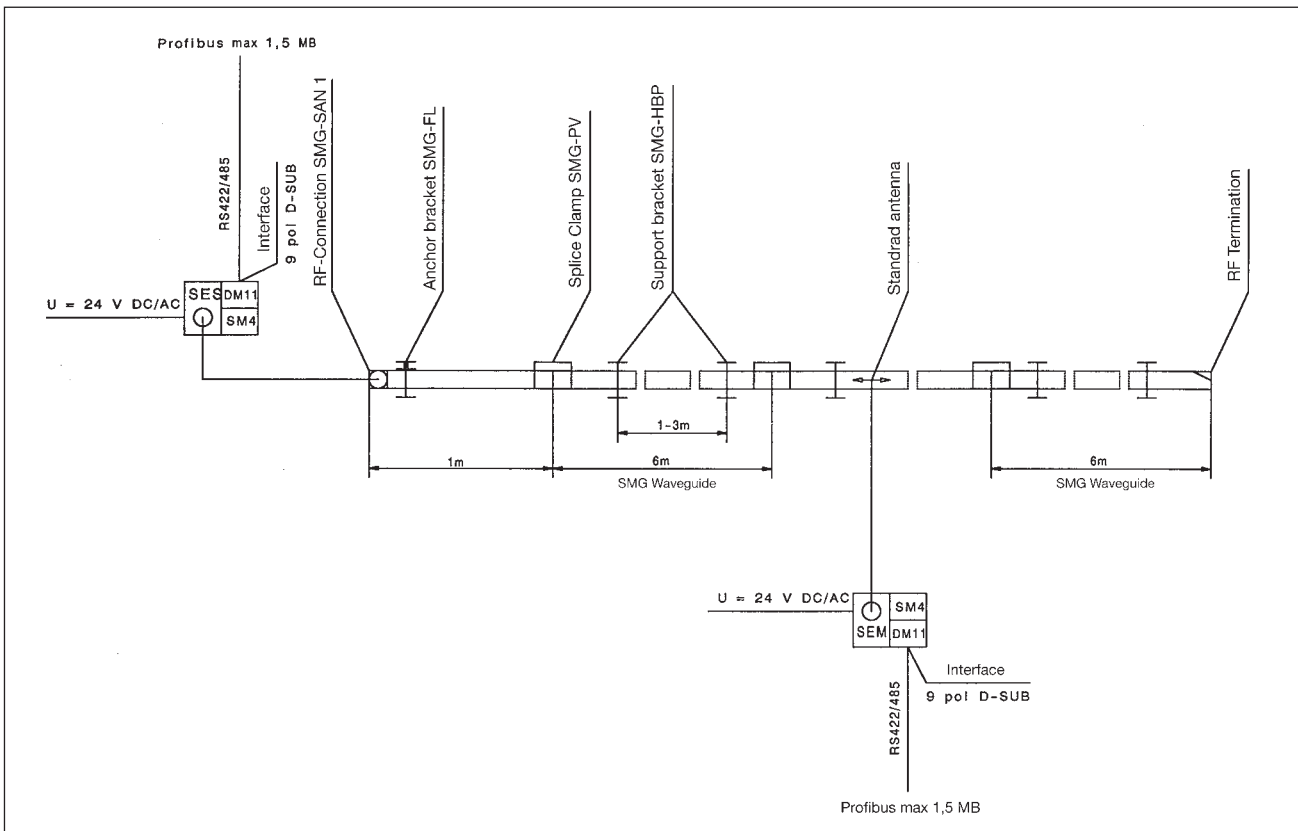 Profibus max 1,5 MB
RS422/485
Interface
9 pol D-SUB
RF-Connection SMG-SAN 1
Anchor bracket SMG-FL
Splice Clamp SMG-PV
Support bracket SMG-HBP
Standrad antenna
RF Termination
U = 24 V DC/AC
SES
DM11
SM4
1-3m
1m
6m
SMG Waveguide
6m
SMG Waveguide
U = 24 V DC/AC
SM4
SEM
DM11
Interface
9 pol D-SUB
RS422/485
Profibus max 1,5 MB